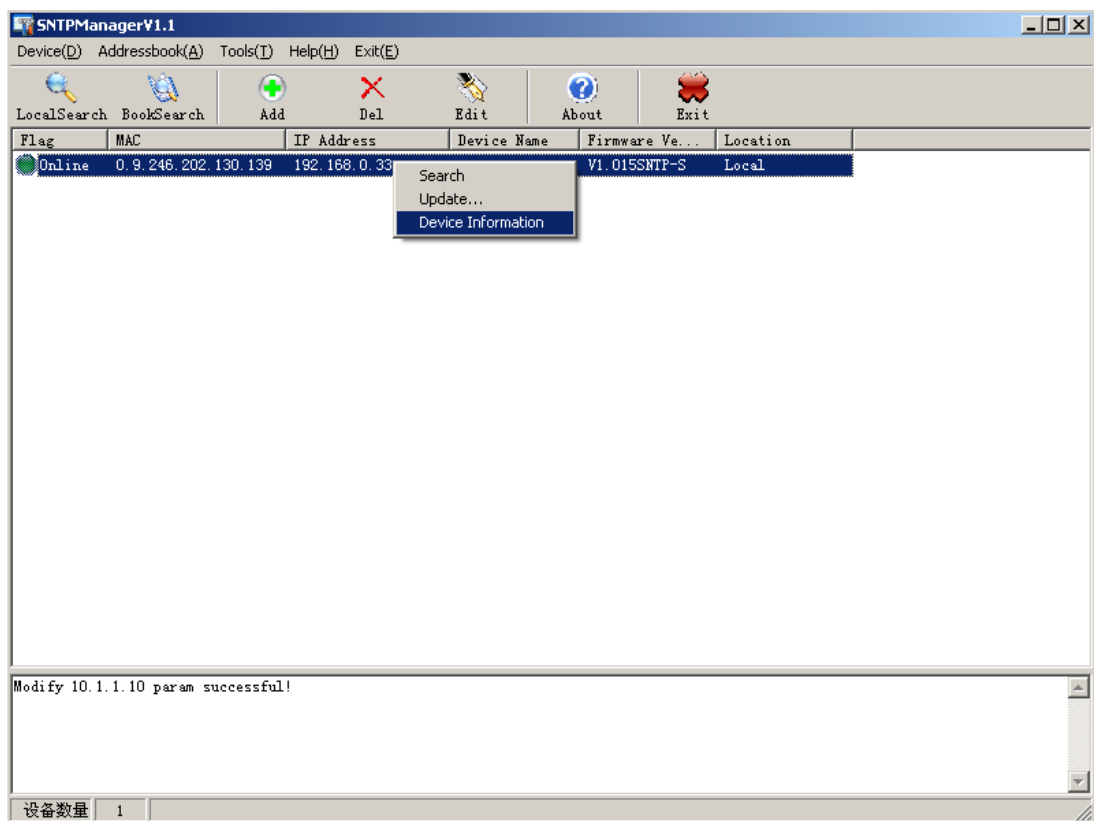 SNTPManagerV1.1
Device(D) Addressbook(A) Tools(T) Help(H) Exit(E)
LocalSearch BookSearch Add Del Edit About Exit
Flag MAC IP Address Device Name Firmware Ve... Location
Online 0.9.246.202.130.139 192.168.0.33 V1.015SNTP-S Local
Search
Update...
Device Information
Modify 10.1.1.10 param successful!
设备数量 1